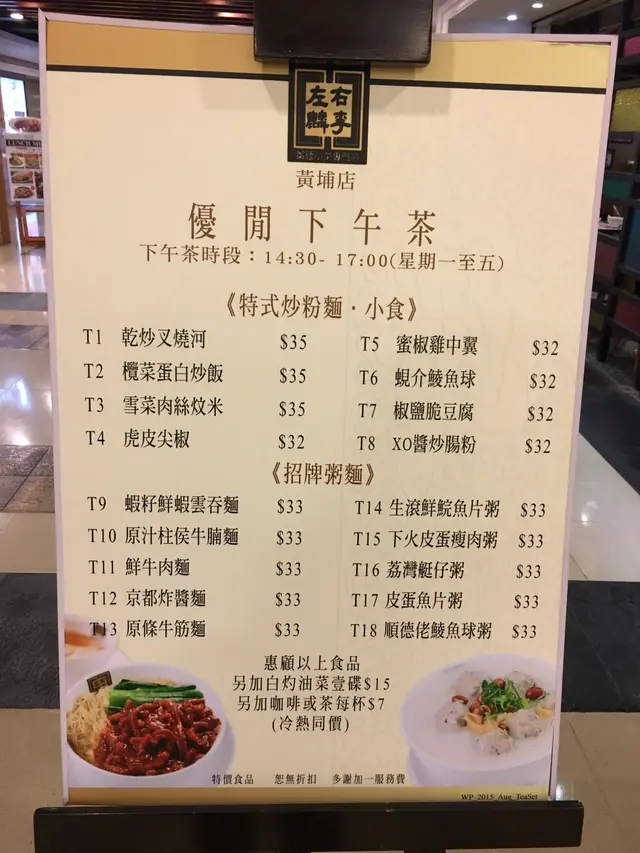 左麟右李
黃埔店
優閒下午茶
下午茶時段：14:30- 17:00(星期一至五)
《特式炒粉麵·小食》
T1 乾炒叉燒河 $35
T2 欖菜蛋白炒飯 $35
T3 雪菜肉絲炆米 $35
T4 虎皮尖椒 $32
T5 蜜椒雞中翼 $32
T6 蜆介鯪魚球 $32
T7 椒鹽脆豆腐 $32
T8 XO醬炒腸粉 $32
《招牌粥麵》
T9 蝦籽鮮蝦雲吞麵 $33
T10 原汁柱侯牛腩麵 $33
T11 鮮牛肉麵 $33
T12 京都炸醬麵 $33
T13 原條牛筋麵 $33
T14 生滾鮮鯇魚片粥 $33
T15 下火皮蛋瘦肉粥 $33
T16 荔灣艇仔粥 $33
T17 皮蛋魚片粥 $33
T18 順德佬鯪魚球粥 $33
惠顧以上食品
另加白灼油菜壹碟$15
另加咖啡或茶每杯$7
(冷熱同價)
特價食品 恕無折扣 多謝加一服務費
WP_2015_Aug_TeaSet